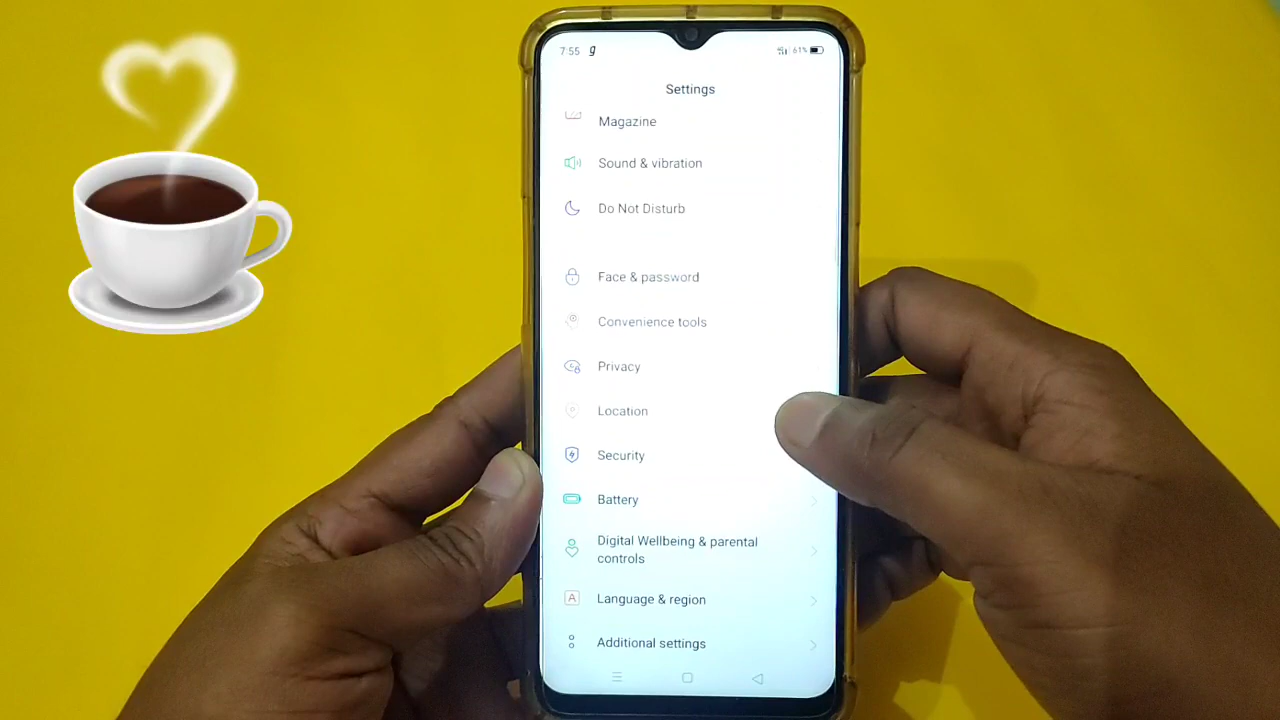 7:55 g 61%
Settings
Magazine
Sound & vibration
Do Not Disturb
Face & password
Convenience tools
Privacy
Location
Security
Battery
Digital Wellbeing & parental
controls
Language & region
A
Additional settings